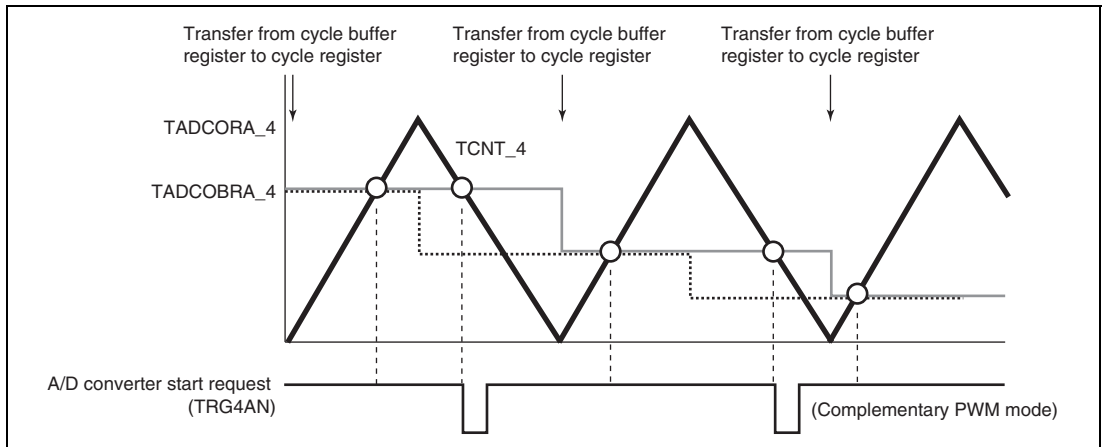 Transfer from cycle buffer
register to cycle register
Transfer from cycle buffer
register to cycle register
Transfer from cycle buffer
register to cycle register
TADCORA_4
TCNT_4
TADCOBRA_4
A/D converter start request
(TRG4AN)
(Complementary PWM mode)